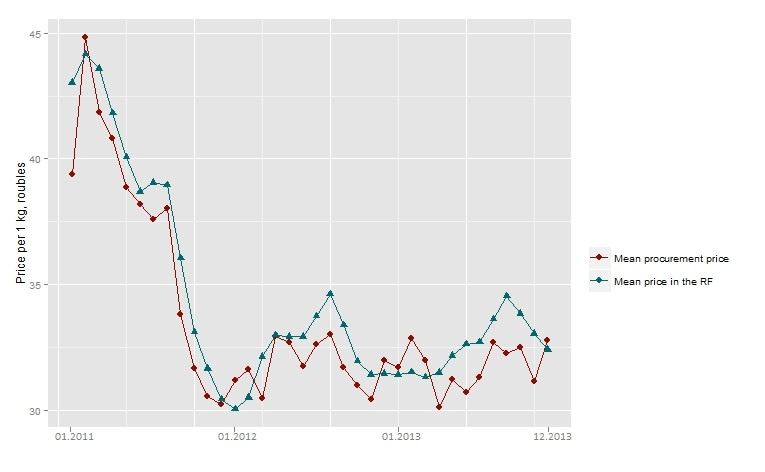 Price per 1 kg, roubles
45
40
35
30
01.2011
01.2012
01.2013
12.2013
Mean procurement price
Mean price in the RF